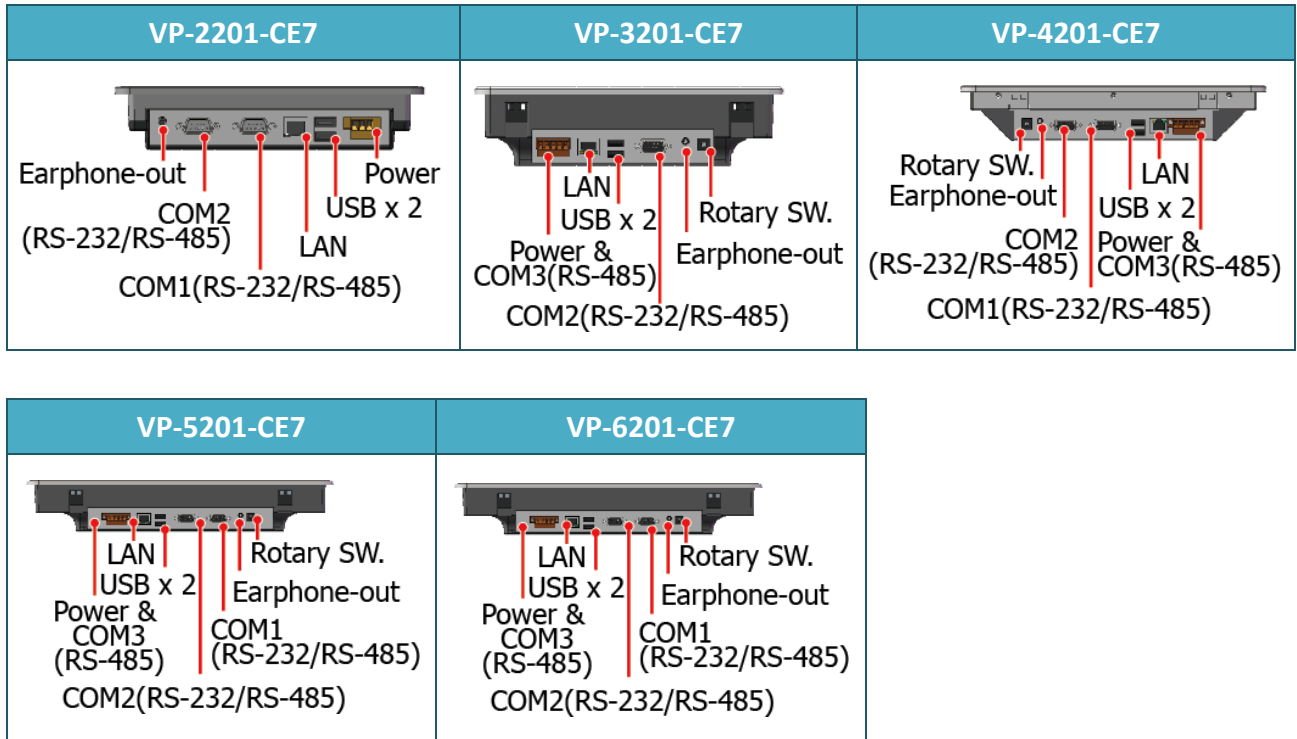 VP-2201-CE7
VP-3201-CE7
VP-4201-CE7
Earphone-out
Power
COM2
(RS-232/RS-485)
USB x 2
LAN
COM1(RS-232/RS-485)
LAN
USB x 2
Rotary SW.
Power &
COM3(RS-485)
Earphone-out
COM2(RS-232/RS-485)
Rotary SW.
Earphone-out
LAN
USB x 2
COM2
(RS-232/RS-485)
Power &
COM3(RS-485)
COM1(RS-232/RS-485)
VP-5201-CE7
VP-6201-CE7
LAN
USB x 2
Rotary SW.
Earphone-out
Power &
COM3
(RS-485)
COM1
(RS-232/RS-485)
COM2(RS-232/RS-485)
LAN
USB x 2
Rotary SW.
Earphone-out
Power &
COM3
(RS-485)
COM1
(RS-232/RS-485)
COM2(RS-232/RS-485)